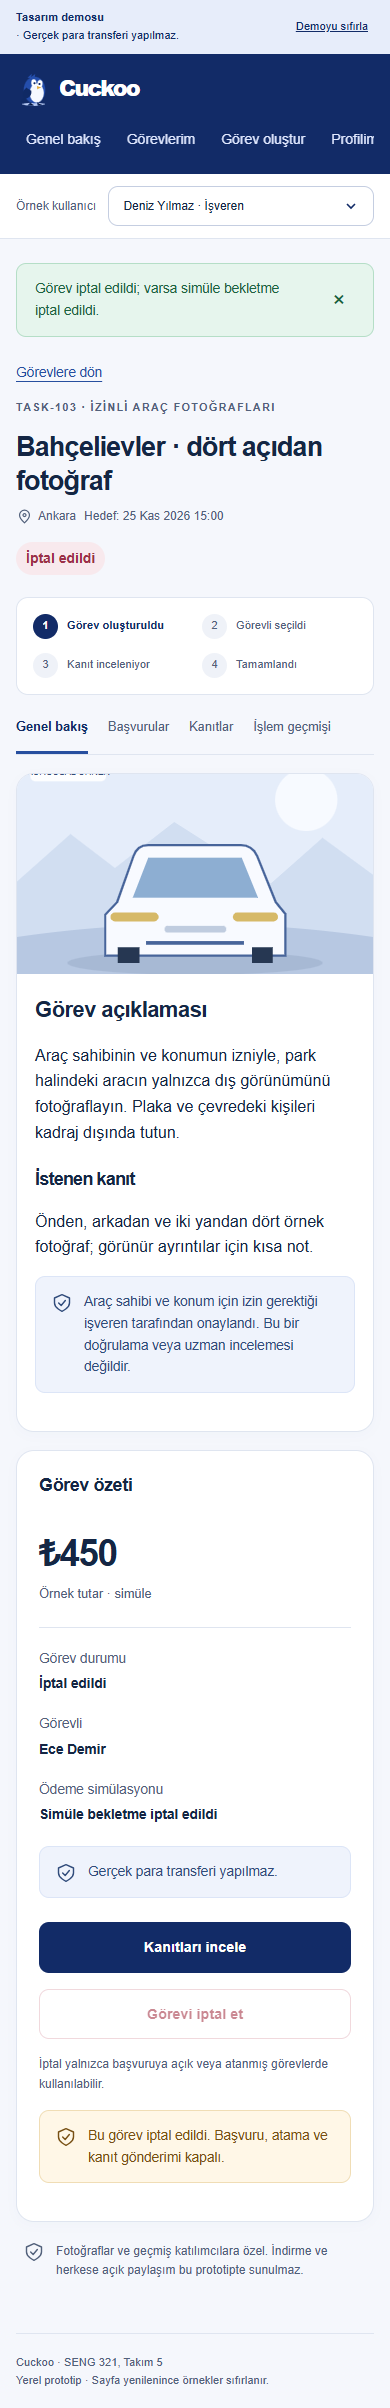 Tasarım demosu
· Gerçek para transferi yapılmaz.
Demoyu sıfırla
Cuckoo
Genel bakış Görevlerim Görev oluştur Profilim
Örnek kullanıcı
Deniz Yılmaz · İşveren
Görev iptal edildi; varsa simüle bekletme
iptal edildi.
×
Görevlere dön
TASK-103 · İZİNLİ ARAÇ FOTOĞRAFLARI
Bahçelievler · dört açıdan
fotoğraf
Ankara Hedef: 25 Kas 2026 15:00
İptal edildi
1 Görev oluşturuldu
2 Görevli seçildi
3 Kanıt inceleniyor
4 Tamamlandı
Genel bakış Başvurular Kanıtlar İşlem geçmişi
Görev açıklaması
Araç sahibinin ve konumun izniyle, park
halindeki aracın yalnızca dış görünümünü
fotoğraflayın. Plaka ve çevredeki kişileri
kadraj dışında tutun.
İstenen kanıt
Önden, arkadan ve iki yandan dört örnek
fotoğraf; görünür ayrıntılar için kısa not.
Araç sahibi ve konum için izin gerektiği
işveren tarafından onaylandı. Bu bir
doğrulama veya uzman incelemesi
değildir.
Görev özeti
₺450
Örnek tutar · simüle
Görev durumu
İptal edildi
Görevli
Ece Demir
Ödeme simülasyonu
Simüle bekletme iptal edildi
Gerçek para transferi yapılmaz.
Kanıtları incele
Görevi iptal et
İptal yalnızca başvuruya açık veya atanmış görevlerde
kullanılabilir.
Bu görev iptal edildi. Başvuru, atama ve
kanıt gönderimi kapalı.
Fotoğraflar ve geçmiş katılımcılara özel. İndirme ve
herkese açık paylaşım bu prototipte sunulmaz.
Cuckoo · SENG 321, Takım 5
Yerel prototip · Sayfa yenilenince örnekler sıfırlanır.